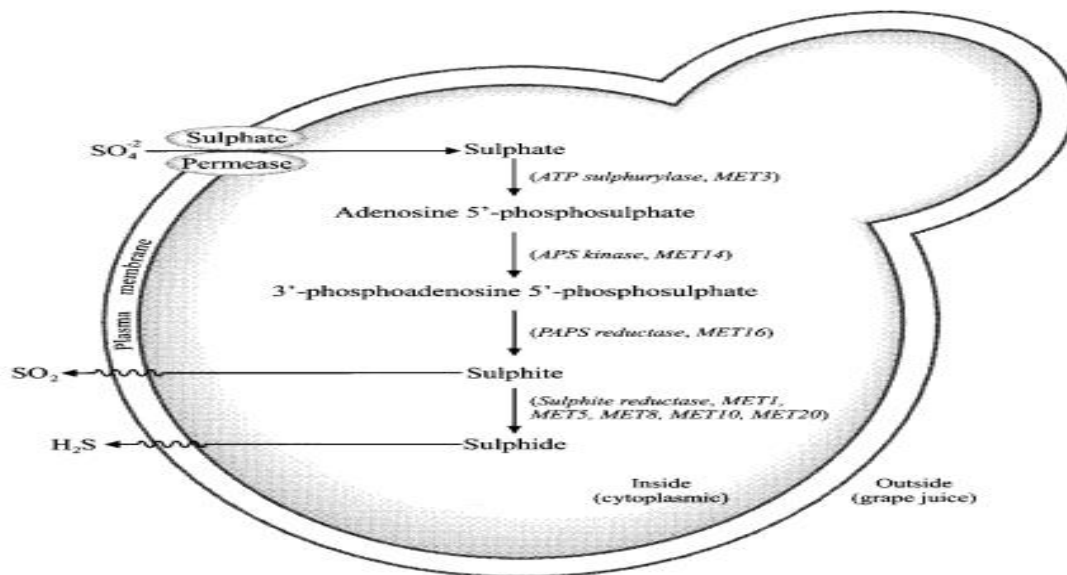 Sulphate
SO₄⁻² Sulphate
Permease
(ATP sulphurylase, MET3)
Adenosine 5’-phosphosulphate
(APS kinase, MET14)
3’-phosphoadenosine 5’-phosphosulphate
(PAPS reductase, MET16)
Plasma membrane
SO₂ Sulphite
(Sulphite reductase, MET1,
MET5, MET8, MET10, MET20)
H₂S Sulphide
Inside
(cytoplasmic)
Outside
(grape juice)